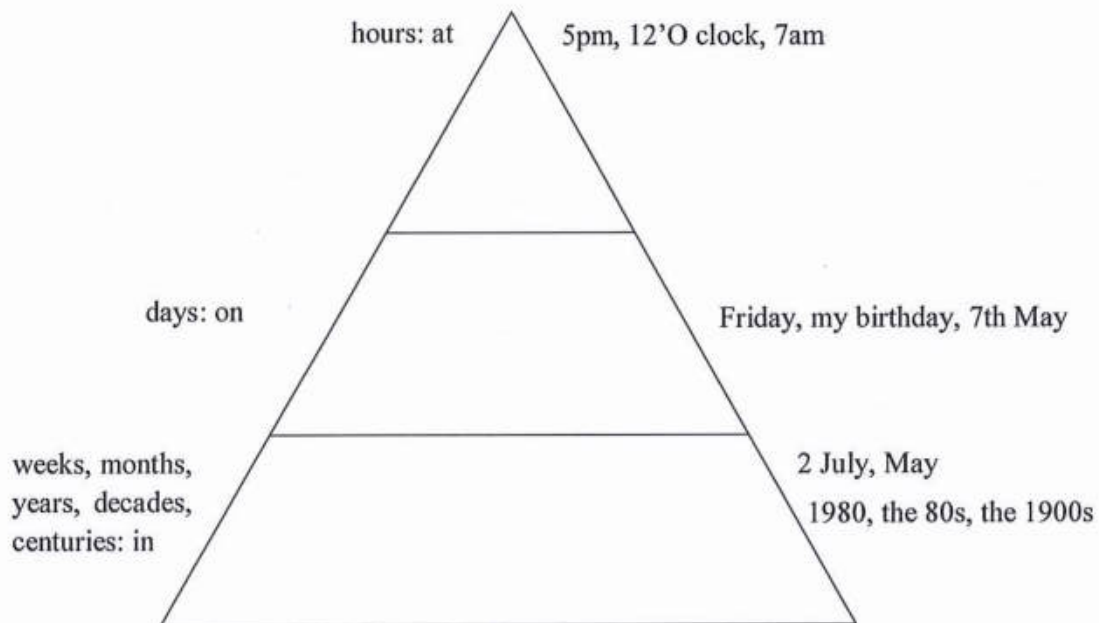 hours: at
5pm, 12’O clock, 7am
days: on
Friday, my birthday, 7th May
weeks, months,
years, decades,
centuries: in
2 July, May
1980, the 80s, the 1900s